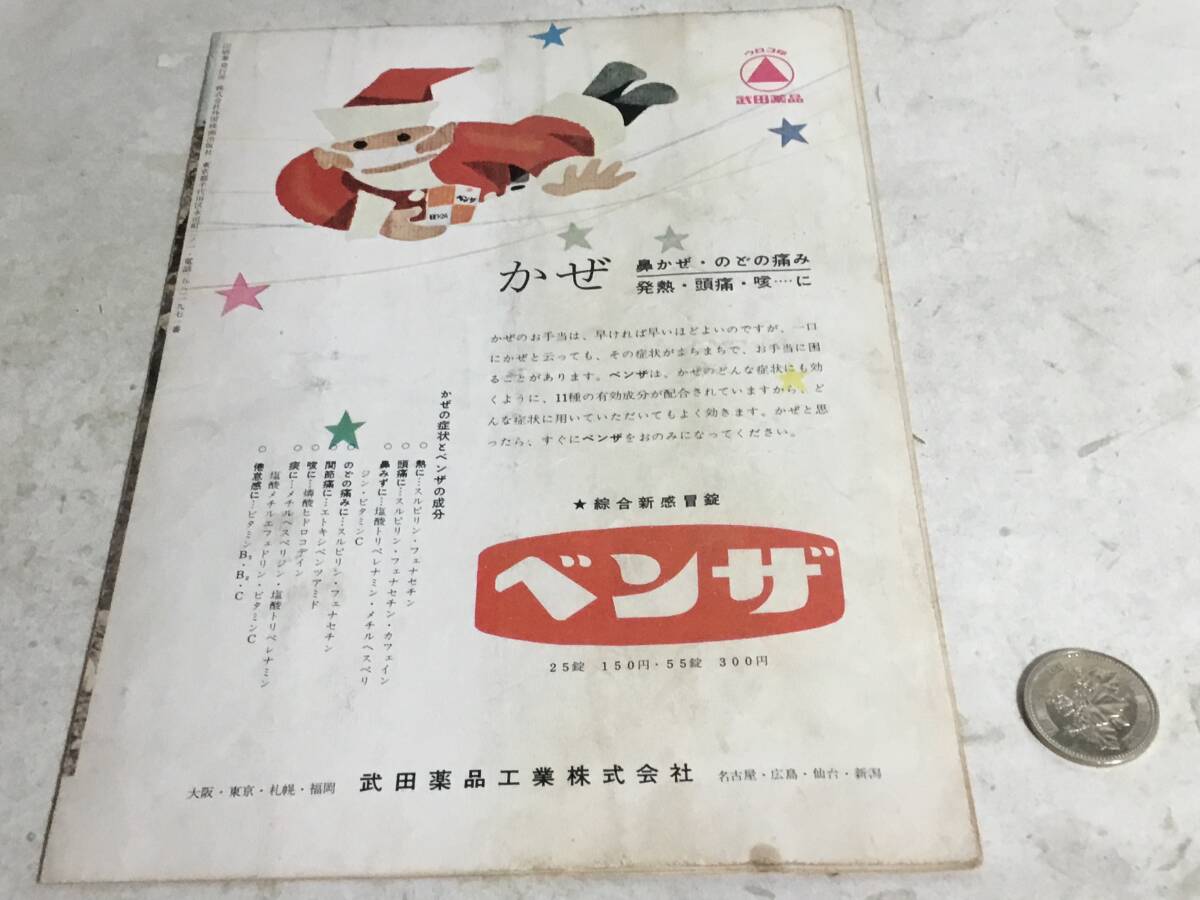 ウロコ印
武田薬品
ベンザ
かぜ
鼻かぜ・のどの痛み
発熱・頭痛・咳‥‥に
かぜのお手当は、早ければ早いほどよいのですが、一口
にかぜと云っても、その症状がまちまちで、お手当に困
ることがあります。ベンザは、かぜのどんな症状にも効
くように、11種の有効成分が配合されていますから、ど
んな症状に用いていただいてもよく効きます。かぜと思
ったら、すぐにベンザをおのみになってください。
かぜの症状とベンザの成分
○ 熱に…スルピリン・フェナセチン
○ 頭痛に…スルピリン・フェナセチン・カフェイン
○ 鼻みずに…塩酸トリペレナミン・メチルヘスペリ
ジン・ビタミンC
○ のどの痛みに…スルピリン・フェナセチン
○ 関節痛に…エトキシベンツアミド
○ 咳に…燐酸ヒドロコデイン
○ 痰に…メチルヘスペリジン・塩酸トリペレナミン
塩酸メチルエフェドリン・ビタミンC
○ 倦怠感に…ビタミンB₁・B₂・C
★ 綜合新感冒錠
ベンザ
25錠 150円・55錠 300円
大阪・東京・札幌・福岡 武田薬品工業株式会社 名古屋・広島・仙台・新潟